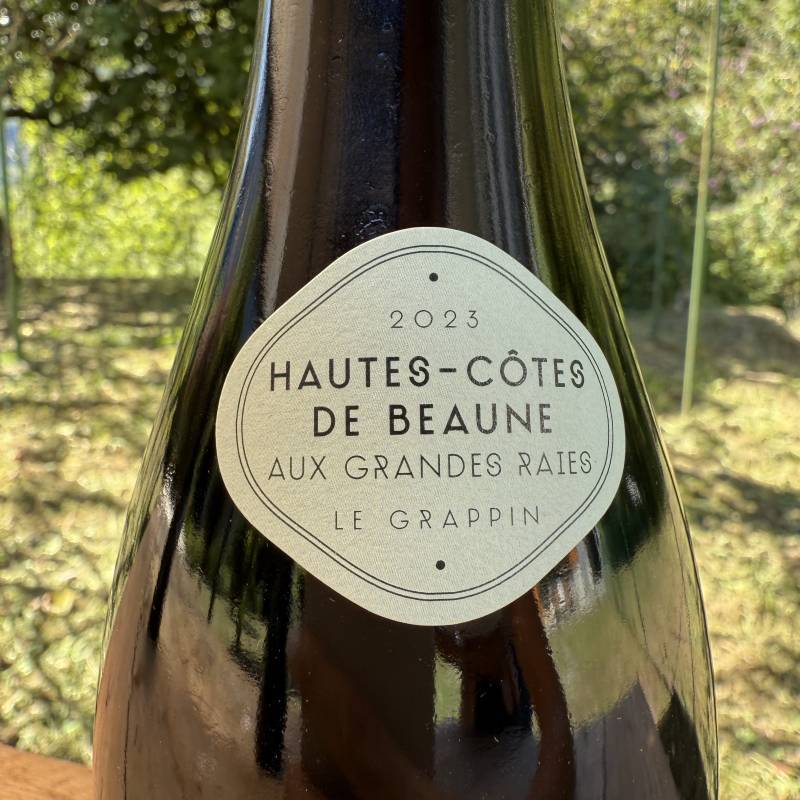 2023
HAUTES-CÔTES
DE BEAUNE
AUX GRANDES RAIES
LE GRAPPIN